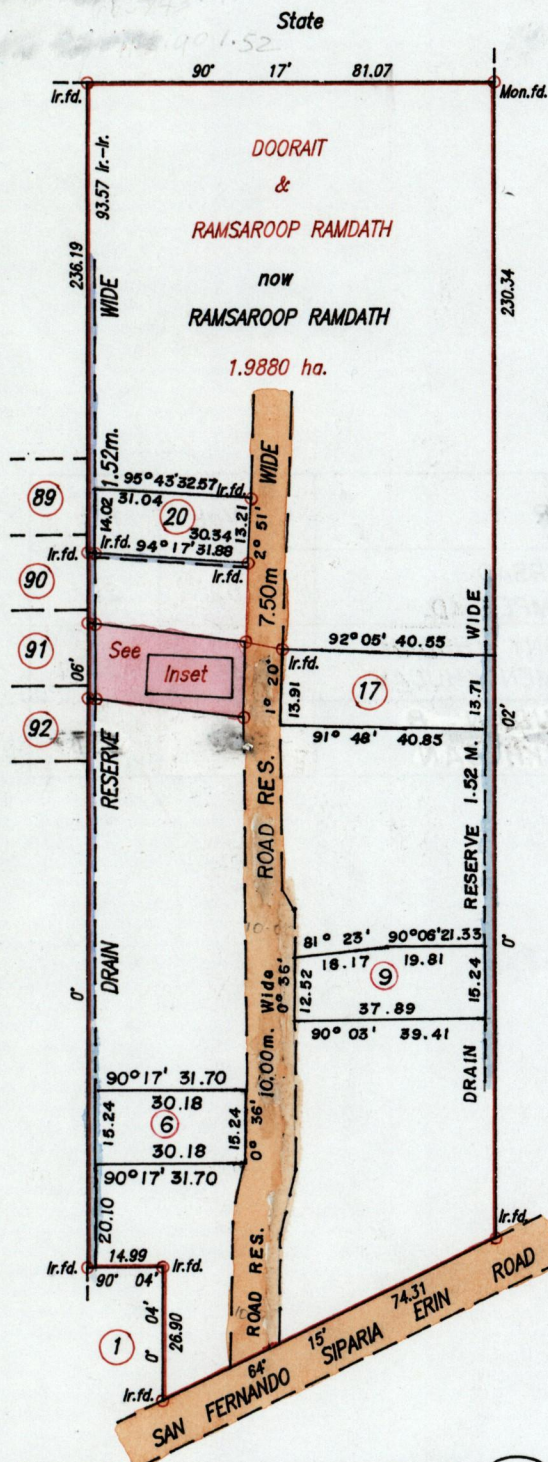 State
90° 17' 81.07
Ir.fd.
Mon.fd.
93.57 Ir.-Ir.
236.19
DOORAIT
&
RAMSAROOP RAMDATH
now
RAMSAROOP RAMDATH
1.9880 ha.
230.34
WIDE
1.52m.
WIDE
89
95°43' 32.57
Ir.fd.
31.04
20
14.02
13.21
30.34
Ir.fd.
Ir.fd.
94°17' 31.88
Ir.fd.
2° 51'
7.50m
90
91
See
Inset
06'
92
1° 20'
Ir.fd.
92°05' 40.55
WIDE
13.91
17
13.71
91° 48' 40.85
02'
RESERVE
ROAD RES.
RESERVE 1.52 M.
81° 23' 90°06' 21.33
18.17 19.81
12.52
9
15.24
37.89
90° 03' 39.41
0°
0°
DRAIN
10.00m. Wide
0° 36'
DRAIN
90°17' 31.70
30.18
15.24
6
15.24
30.18
0° 36'
90°17' 31.70
20.10
14.99
Ir.fd.
Ir.fd.
90° 04'
0° 04'
26.90
1
Ir.fd.
ROAD RES.
Ir.fd.
64° 15' 74.31
SAN FERNANDO SIPARIA ERIN ROAD